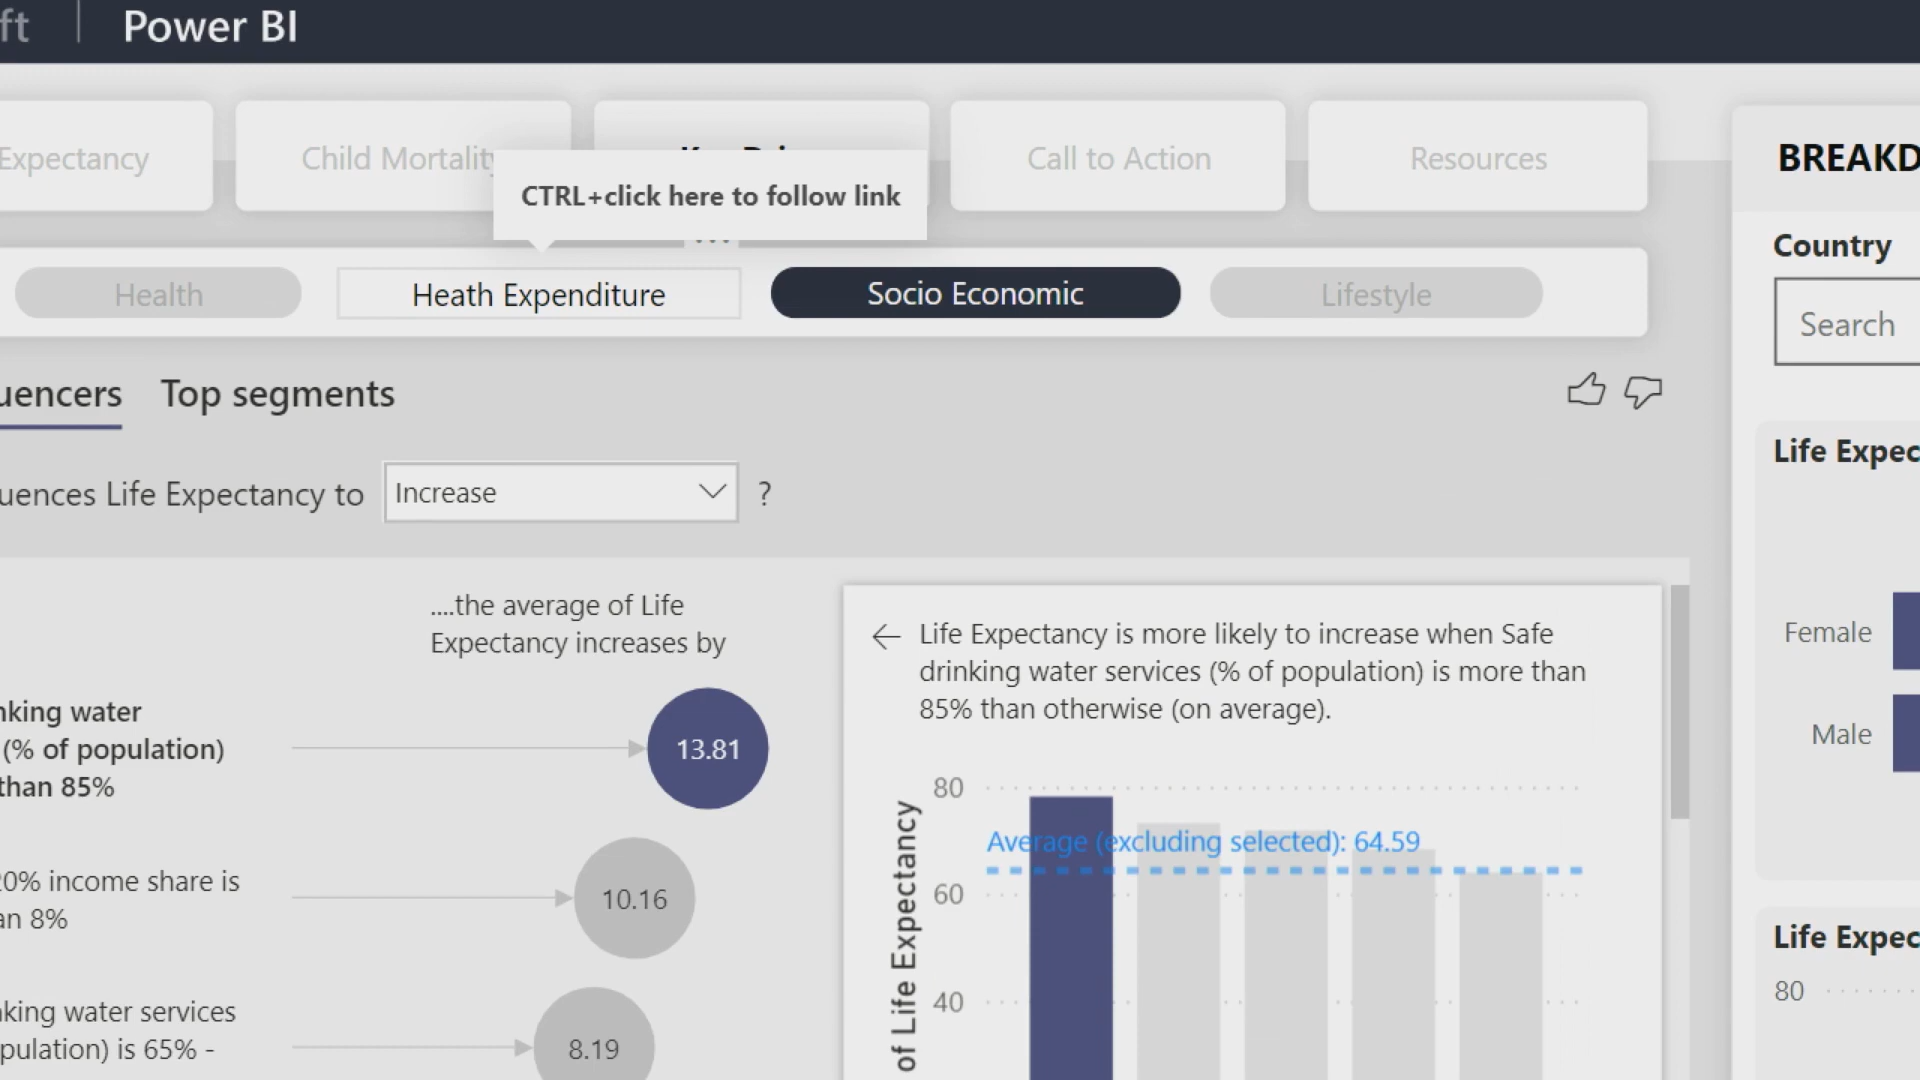 ft | Power BI
Expectancy
Child Mortality
Call to Action
Resources
BREAKD
CTRL+click here to follow link
Country
Health
Heath Expenditure
Socio Economic
Lifestyle
Search
uencers
Top segments
Life Expec
uences Life Expectancy to
Increase
?
....the average of Life
Expectancy increases by
Life Expectancy is more likely to increase when Safe
drinking water services (% of population) is more than
85% than otherwise (on average).
Female
Male
nking water
(% of population)
than 85%
13.81
20% income share is
an 8%
10.16
nking water services
pulation) is 65% -
8.19
80
Average (excluding selected): 64.59
60
40
of Life Expectancy
Life Expec
80